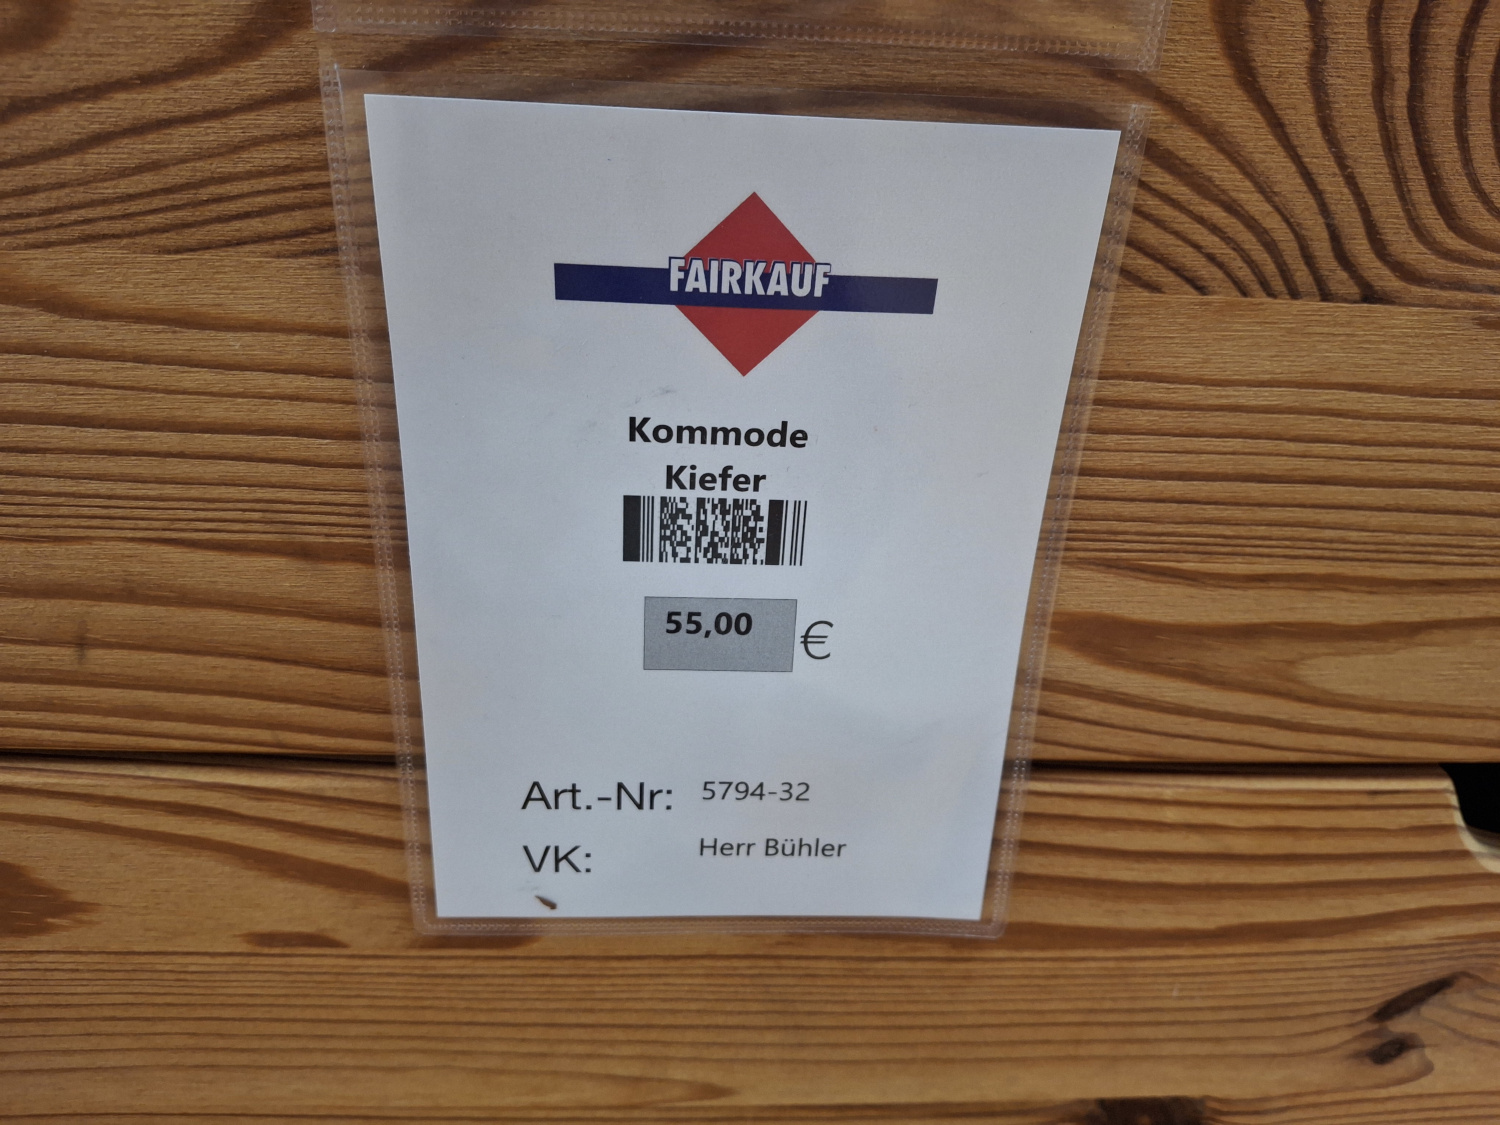 FAIRKAUF
Kommode
Kiefer
55,00 €
Art.-Nr: 5794-32
VK: Herr Bühler